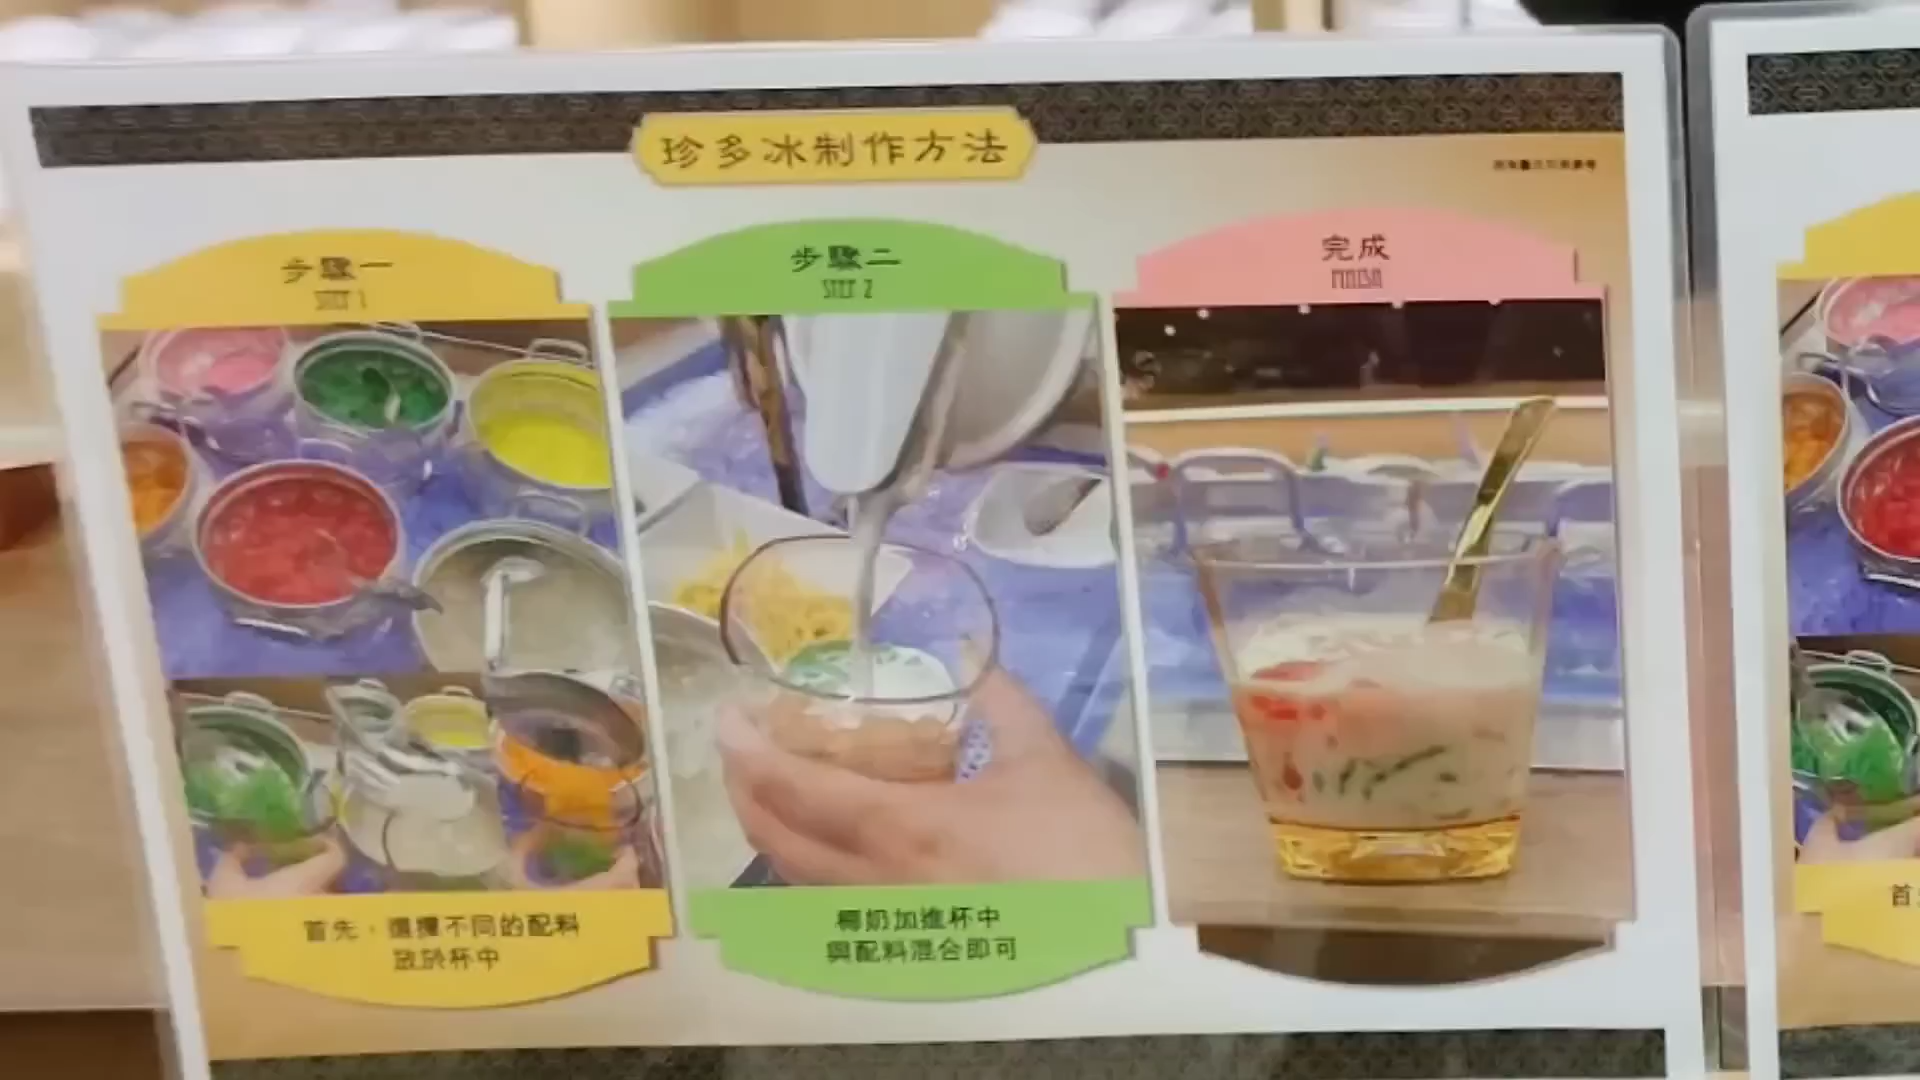 珍多冰制作方法
步驟一
STEP 1
步驟二
STEP 2
完成
首先,選擇不同的配料
放於杯中
椰奶加進杯中
與配料混合即可
首